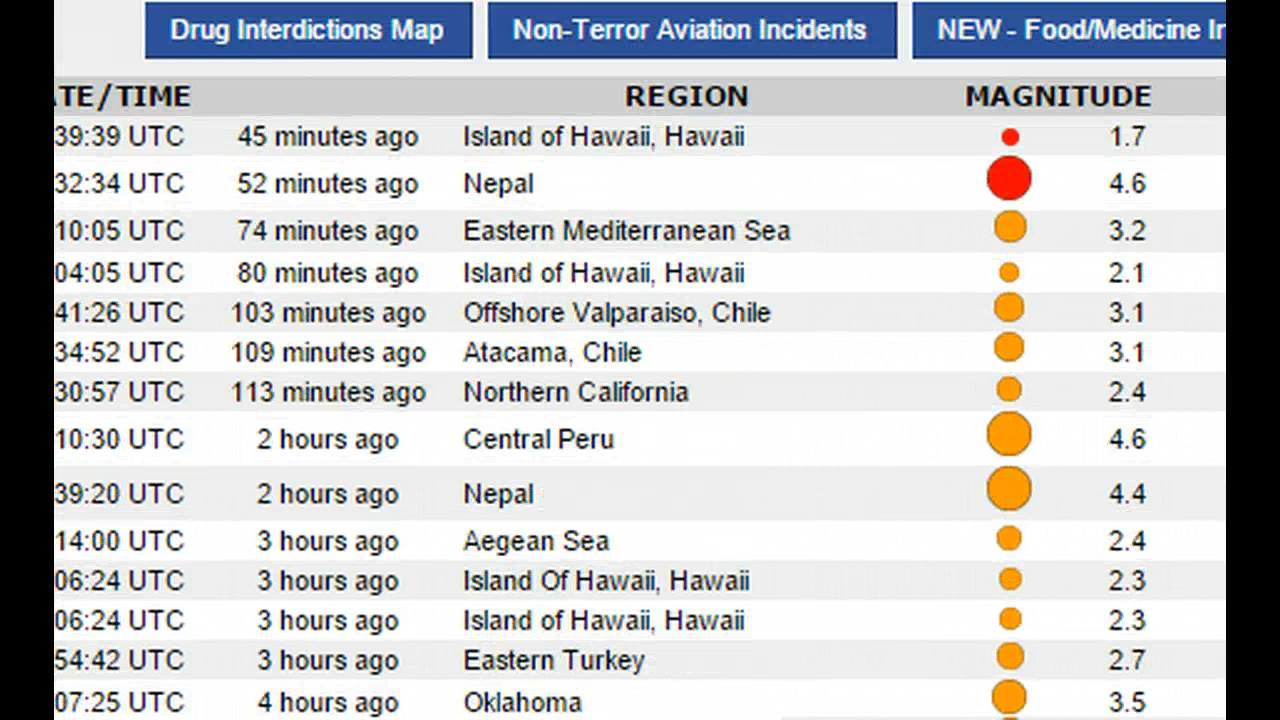 Drug Interdictions Map Non-Terror Aviation Incidents NEW - Food/Medicine In
ATE/TIME REGION MAGNITUDE
39:39 UTC 45 minutes ago Island of Hawaii, Hawaii 1.7
32:34 UTC 52 minutes ago Nepal 4.6
10:05 UTC 74 minutes ago Eastern Mediterranean Sea 3.2
04:05 UTC 80 minutes ago Island of Hawaii, Hawaii 2.1
41:26 UTC 103 minutes ago Offshore Valparaiso, Chile 3.1
34:52 UTC 109 minutes ago Atacama, Chile 3.1
30:57 UTC 113 minutes ago Northern California 2.4
10:30 UTC 2 hours ago Central Peru 4.6
39:20 UTC 2 hours ago Nepal 4.4
14:00 UTC 3 hours ago Aegean Sea 2.4
06:24 UTC 3 hours ago Island Of Hawaii, Hawaii 2.3
06:24 UTC 3 hours ago Island of Hawaii, Hawaii 2.3
54:42 UTC 3 hours ago Eastern Turkey 2.7
07:25 UTC 4 hours ago Oklahoma 3.5